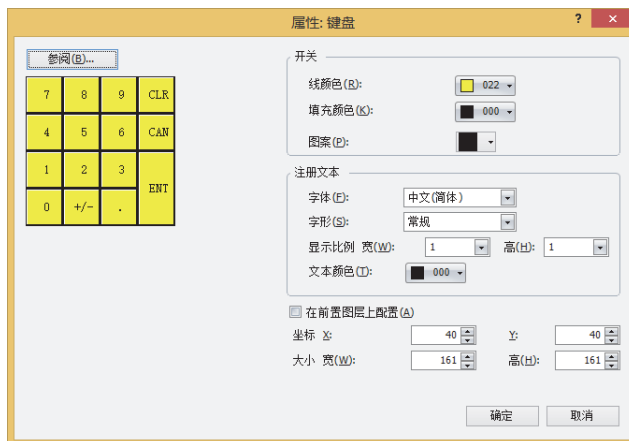 属性: 键盘
? ×
参阅(B)...
7 8 9 CLR
4 5 6 CAN
1 2 3
ENT
0 +/- .
开关
线颜色(R): 022
填充颜色(K): 000
图案(P):
注册文本
字体(F): 中文(简体)
字形(S): 常规
显示比例 宽(W): 1 高(H): 1
文本颜色(T): 000
在前置图层上配置(A)
坐标 X: 40 Y: 40
大小 宽(W): 161 高(H): 161
确定 取消